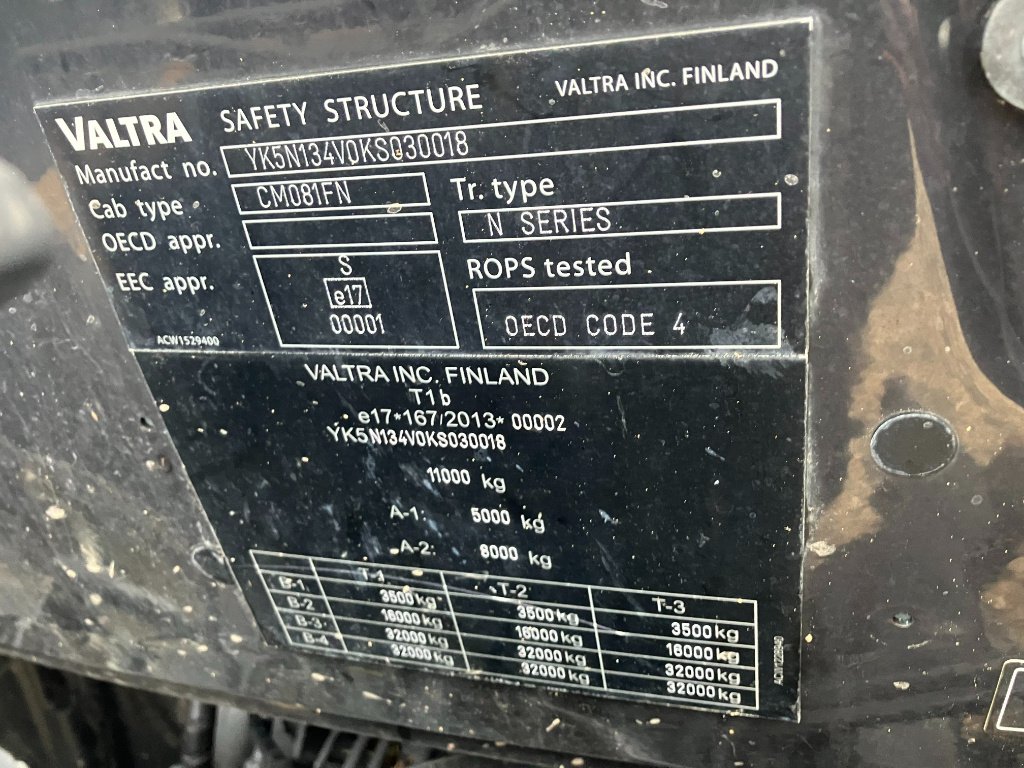 VALTRA SAFETY STRUCTURE VALTRA INC. FINLAND
Manufact no. YK5N134V0KS030018
Cab type CM081FN Tr. type
OECD appr. N SERIES
EEC appr. S ROPS tested
e17
00001 OECD CODE 4
ACW1529400
VALTRA INC. FINLAND
T1b
e17*167/2013*00002
YK5N134V0KS030018
11000 kg
A-1: 5000 kg
A-2: 8000 kg
T-1 T-2 T-3
B-1 3500 kg 3500 kg 3500 kg
B-2 16000 kg 16000 kg 16000 kg
B-3 32000 kg 32000 kg 32000 kg
B-4 32000 kg 32000 kg 32000 kg